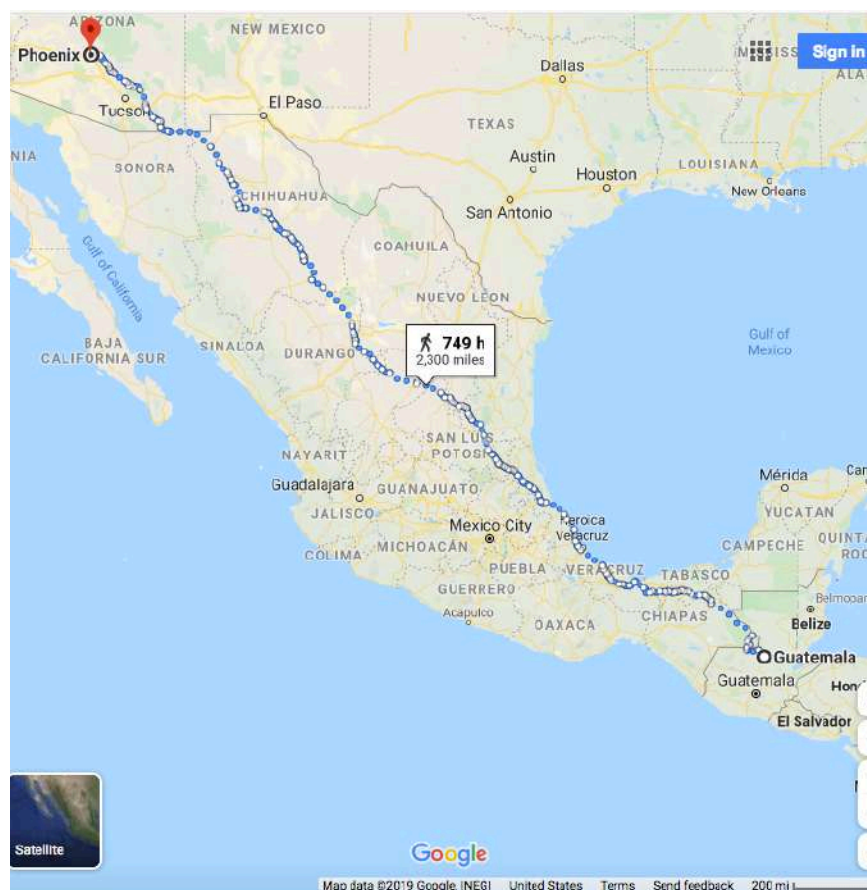 ARIZONA
NEW MEXICO
Phoenix
Sign in
Dallas
Tucson
El Paso
TEXAS
SONORA
Austin
LOUISIANA
Houston
CHIHUAHUA
New Orleans
San Antonio
COAHUILA
Gulf of
California
NUEVO LEON
749 h
2,300 miles
Gulf of
Mexico
BAJA
CALIFORNIA SUR
SINALOA
DURANGO
SAN LUIS
POTOSI
NAYARIT
Mérida
Guadalajara
GUANAJUATO
YUCATAN
JALISCO
Mexico City
Heroica
Veracruz
CAMPECHE
COLIMA
MICHOACÁN
PUEBLA
VERACRUZ
TABASCO
GUERRERO
Acapulco
OAXACA
CHIAPAS
Belize
Guatemala
Guatemala
El Salvador
Satellite
Google
Map data ©2019 Google, INEGI United States Terms Send feedback 200 mi